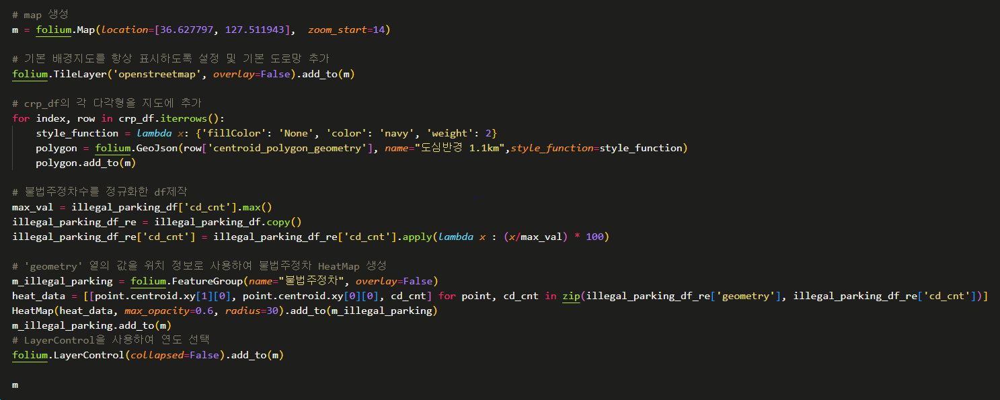 # map 생성
m = folium.Map(location=[36.627797, 127.511943],  zoom_start=14)
# 기본 배경지도를 항상 표시하도록 설정 및 기본 도로망 추가
folium.TileLayer('openstreetmap', overlay=False).add_to(m)
# crp_df의 각 다각형을 지도에 추가
for index, row in crp_df.iterrows():
    style_function = lambda x: {'fillColor': 'None', 'color': 'navy', 'weight': 2}
    polygon = folium.GeoJson(row['centroid_polygon_geometry'], name="도심반경 1.1km",style_function=style_function)
    polygon.add_to(m)
# 불법주정차수를 정규화한 df제작
max_val = illegal_parking_df['cd_cnt'].max()
illegal_parking_df_re = illegal_parking_df.copy()
illegal_parking_df_re['cd_cnt'] = illegal_parking_df_re['cd_cnt'].apply(lambda x : (x/max_val) * 100)
# 'geometry' 열의 값을 위치 정보로 사용하여 불법주정차 HeatMap 생성
m_illegal_parking = folium.FeatureGroup(name="불법주정차", overlay=False)
heat_data = [[point.centroid.xy[1][0], point.centroid.xy[0][0], cd_cnt] for point, cd_cnt in zip(illegal_parking_df_re['geometry'], illegal_parking_df_re['cd_cnt'])]
HeatMap(heat_data, max_opacity=0.6, radius=30).add_to(m_illegal_parking)
m_illegal_parking.add_to(m)
# LayerControl을 사용하여 연도 선택
folium.LayerControl(collapsed=False).add_to(m)
m